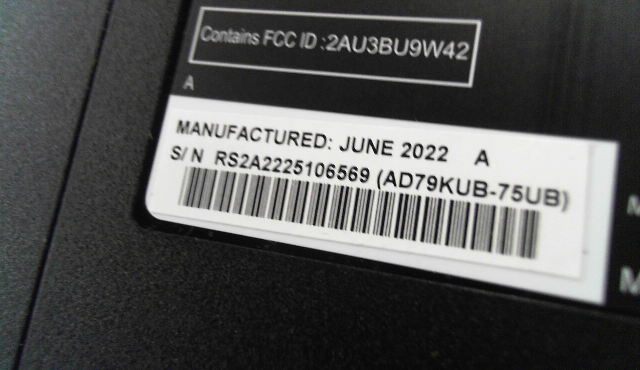 Contains FCC ID :2AU3BU9W42
A
MANUFACTURED: JUNE 2022 A
S/ N RS2A2225106569 (AD79KUB-75UB)
M
M